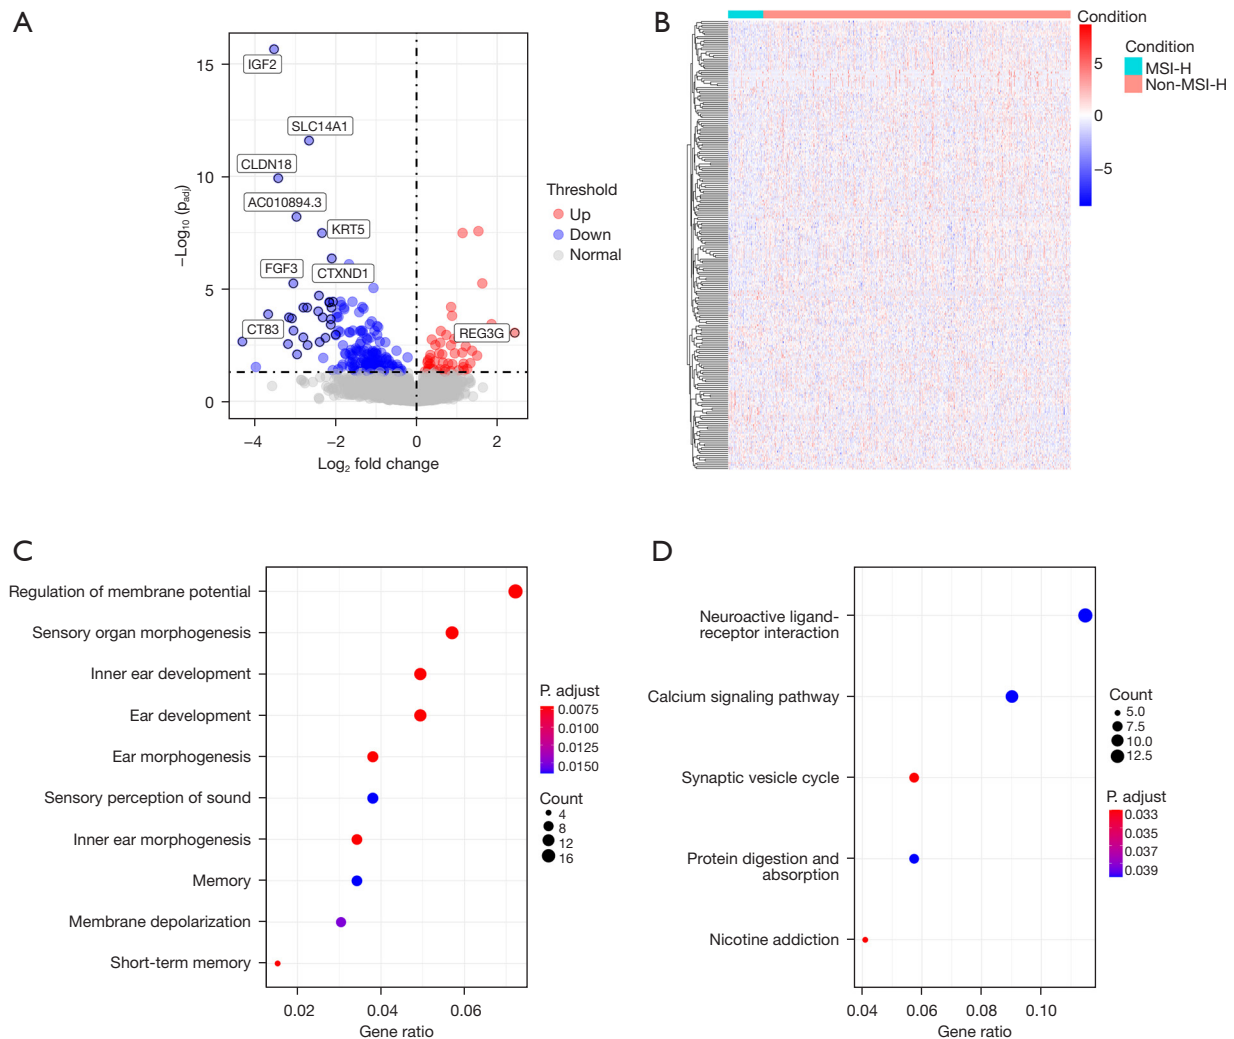 A
15
10
5
0
−Log10 (padj)
IGF2
SLC14A1
CLDN18
AC010894.3
KRT5
FGF3
CTXND1
CT83
REG3G
−4
−2
0
2
Log2 fold change
Threshold
Up
Down
Normal
B
Condition
5
0
−5
Condition
MSI-H
Non-MSI-H
C
Regulation of membrane potential
Sensory organ morphogenesis
Inner ear development
Ear development
Ear morphogenesis
Sensory perception of sound
Inner ear morphogenesis
Memory
Membrane depolarization
Short-term memory
0.02
0.04
0.06
Gene ratio
P. adjust
0.0075
0.0100
0.0125
0.0150
Count
4
8
12
16
D
Neuroactive ligand-
receptor interaction
Calcium signaling pathway
Synaptic vesicle cycle
Protein digestion and
absorption
Nicotine addiction
0.04
0.06
0.08
0.10
Gene ratio
Count
5.0
7.5
10.0
12.5
P. adjust
0.033
0.035
0.037
0.039